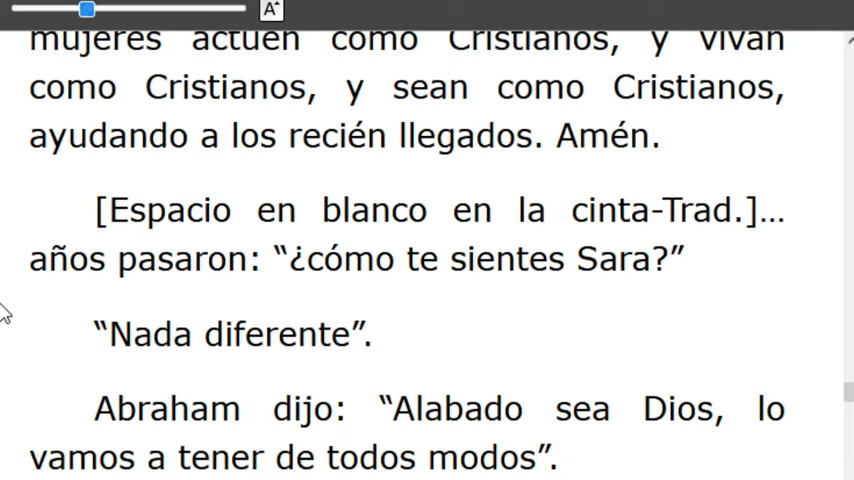 A
mujeres actúen como Cristianos, y vivan
como Cristianos, y sean como Cristianos,
ayudando a los recién llegados. Amén.
[Espacio en blanco en la cinta-Trad.]...
años pasaron: “¿cómo te sientes Sara?”
“Nada diferente”.
Abraham dijo: “Alabado sea Dios, lo
vamos a tener de todos modos”.